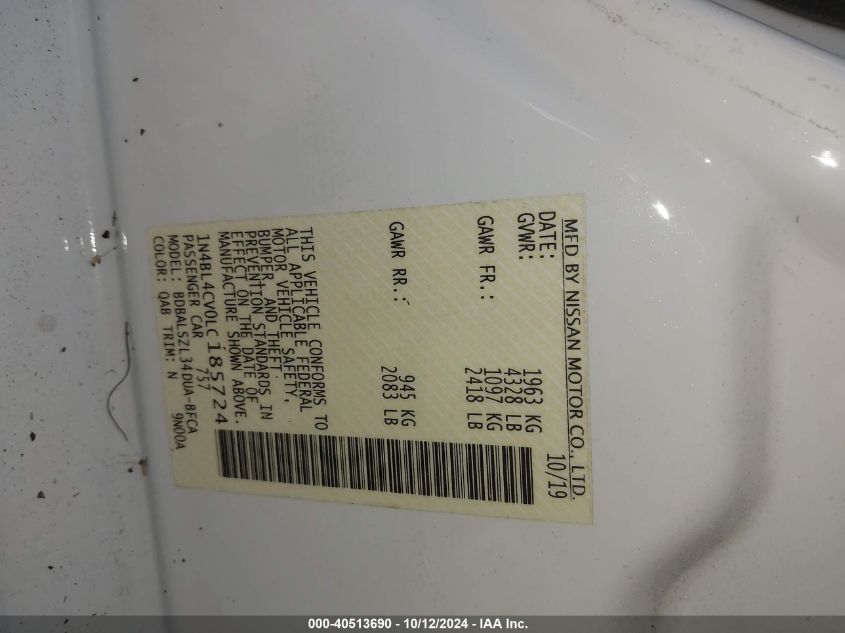 MFD BY NISSAN MOTOR CO., LTD.
DATE: 10/19
GVWR: 1963 KG
4328 LB
GAWR FR.: 1097 KG
2418 LB
GAWR RR.: 945 KG
2083 LB
THIS VEHICLE CONFORMS TO
ALL APPLICABLE FEDERAL
MOTOR VEHICLE SAFETY,
BUMPER, AND THEFT
PREVENTION STANDARDS IN
EFFECT ON THE DATE OF
MANUFACTURE SHOWN ABOVE.
1N4BL4CV0LC185724
PASSENGER CAR 757
MODEL: BDBALSZL34DUA-BFCA
COLOR: QAB TRIM: N 9N00A
000-40513690 - 10/12/2024 - IAA Inc.